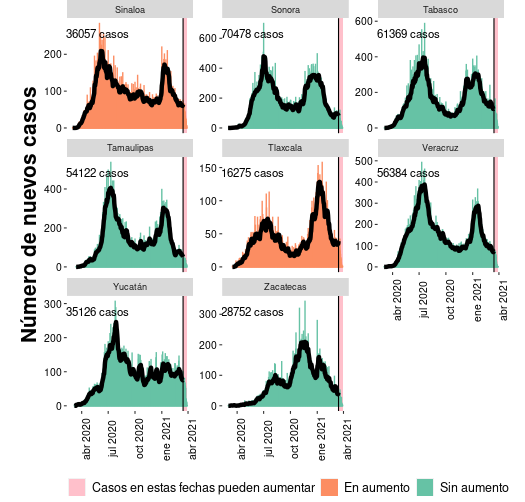 Número de nuevos casos
Sinaloa Sonora Tabasco
36057 casos 70478 casos 61369 casos
200 100 0
600 400 200 0
600 400 200 0
Tamaulipas Tlaxcala Veracruz
54122 casos 16275 casos 56384 casos
400 200 0
150 100 50 0
500 400 300 200 100 0
Yucatán Zacatecas
35126 casos 28752 casos
300 200 100 0
300 200 100 0
abr 2020 jul 2020 oct 2020 ene 2021 abr 2021
abr 2020 jul 2020 oct 2020 ene 2021 abr 2021
abr 2020 jul 2020 oct 2020 ene 2021 abr 2021
Casos en estas fechas pueden aumentar En aumento Sin aumento